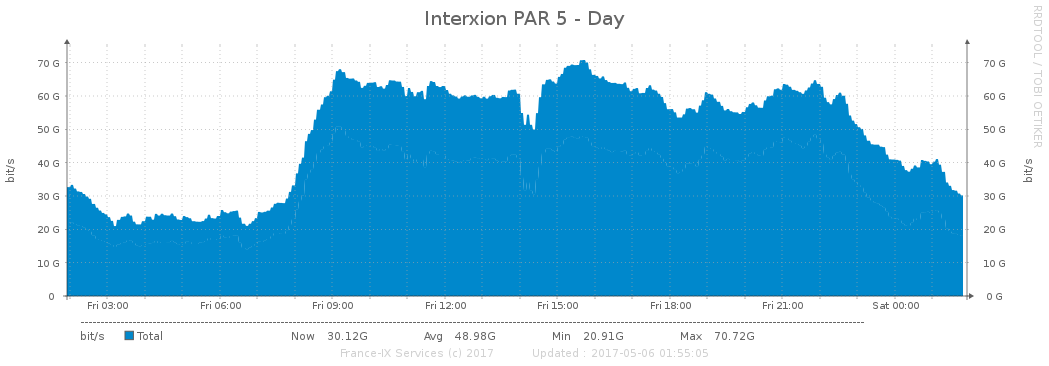 Interxion PAR 5 - Day
RRDTOOL / TOBI OETIKER
bit/s
70 G 70 G
60 G 60 G
50 G 50 G
40 G 40 G
30 G 30 G
20 G 20 G
10 G 10 G
0 0 G
bit/s
Fri 03:00 Fri 06:00 Fri 09:00 Fri 12:00 Fri 15:00 Fri 18:00 Fri 21:00 Sat 00:00
bit/s Total Now 30.12G Avg 48.98G Min 20.91G Max 70.72G
France-IX Services (c) 2017 Updated : 2017-05-06 01:55:05